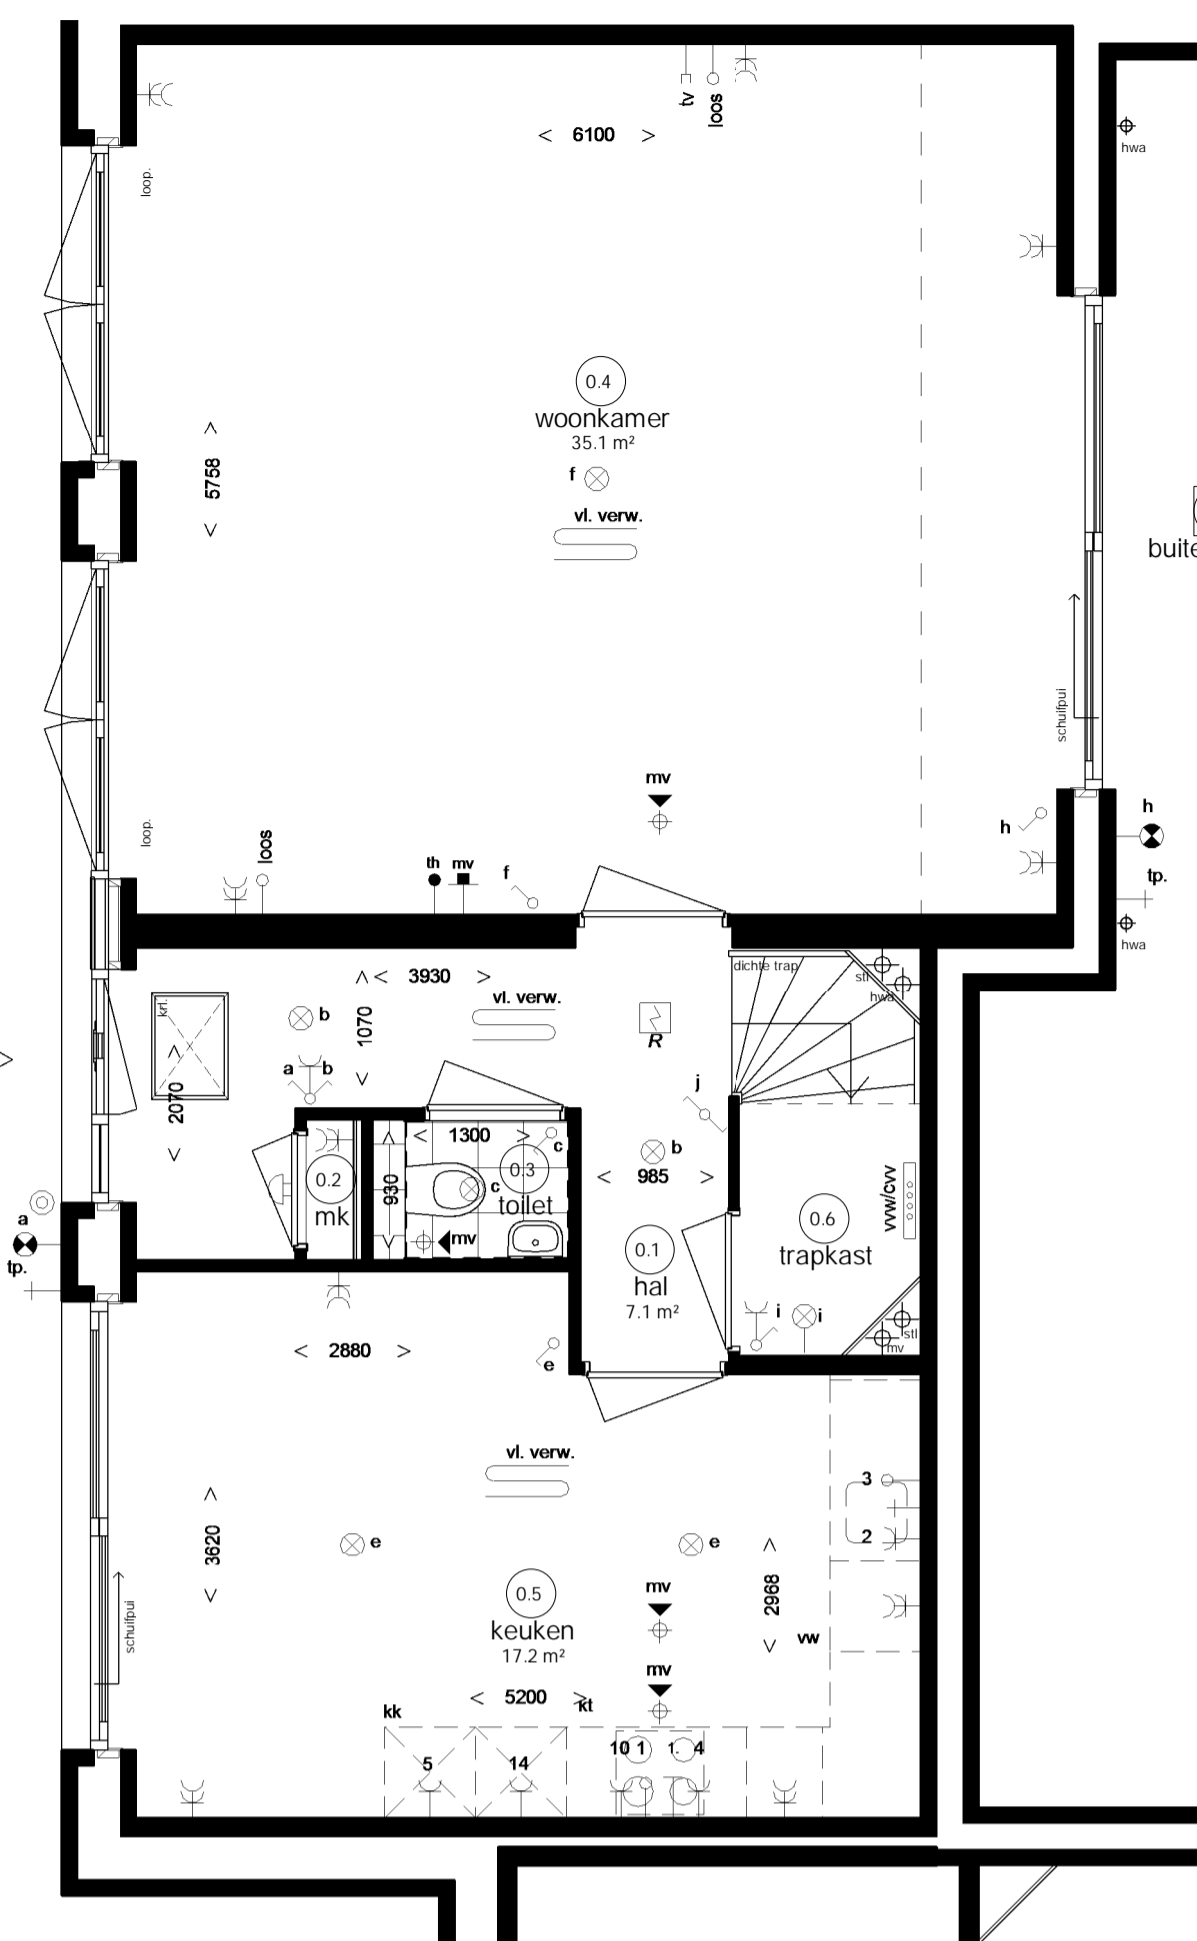 tv
loos
< 6100 >
hwa
loop.
0.4
woonkamer
35.1 m²
f
vl. verw.
< 5758 >
buite
schuifpui
mv
h
h
loop.
loos
th
mv
f
tp.
hwa
< 3930 >
dichte trap
stl
hwa
krl.
b
< 1070 >
vl. verw.
R
a
b
< 2070 >
j
< 1300 >
c
b
0.2
mk
< 930 >
0.3
c
toilet
mv
< 985 >
vvw/cvv
0.6
trapkast
a
tp.
0.1
hal
7.1 m²
i
i
stl
mv
< 2880 >
e
vl. verw.
3
2
< 3620 >
e
e
< 2968 >
vw
schuifpui
0.5
keuken
17.2 m²
mv
mv
< 5200 >
kk
kt
5
14
10
1
1.
4